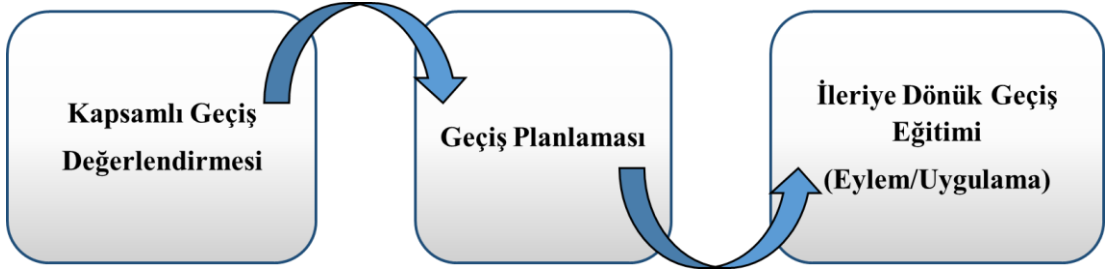 Kapsamlı Geçiş
Değerlendirmesi
Geçiş Planlaması
İleriye Dönük Geçiş
Eğitimi
(Eylem/Uygulama)